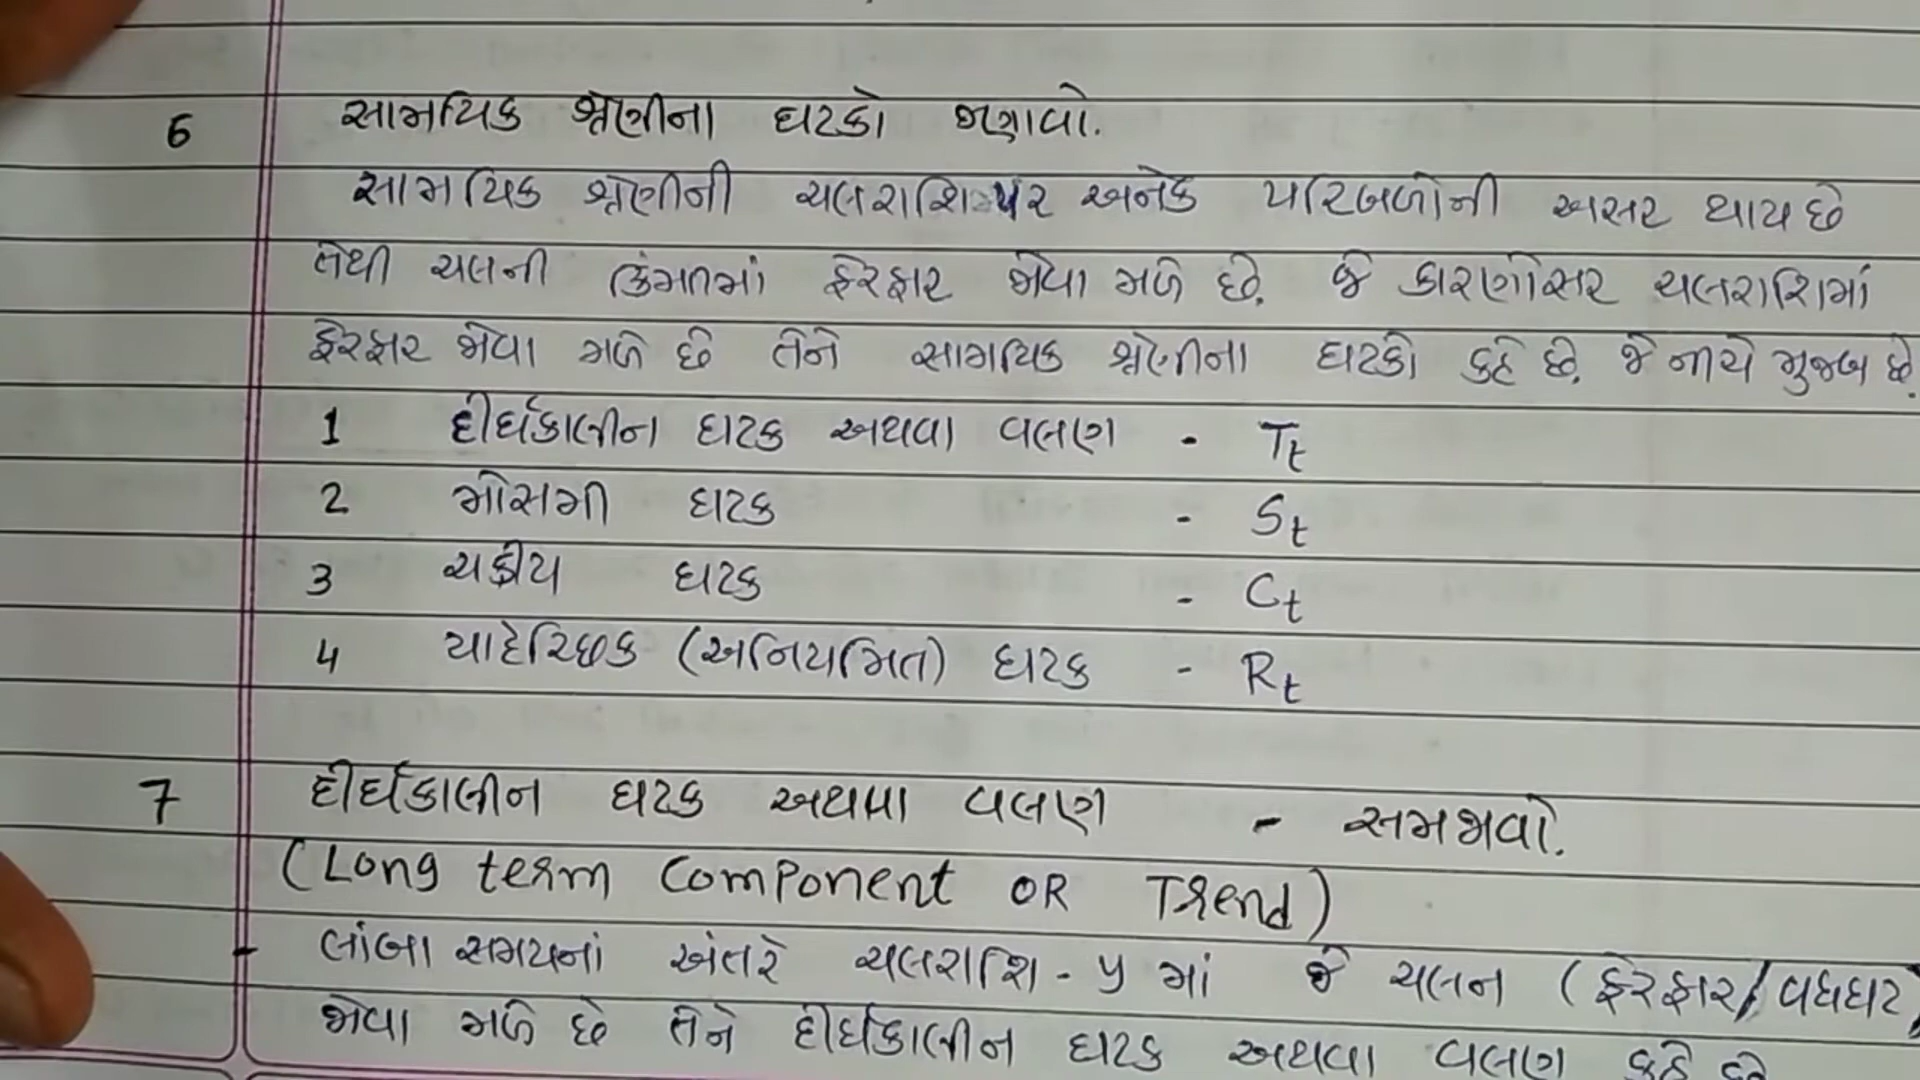 6 સામયિક શ્રેણીના ઘટકો જણાવો.
સામયિક શ્રેણીની ચલરાશિ પર અનેક પરિબળોની અસર થાય છે
તેથી ચલની કિંમતમાં ફેરફાર જોવા મળે છે. જે કારણોસર ચલરાશિમાં
ફેરફાર જોવા મળે છે તેને સામયિક શ્રેણીના ઘટકો કહે છે. જે નીચે મુજબ છે.
1 દીર્ઘકાલીન ઘટક અથવા વલણ - Tt
2 મોસમી ઘટક - St
3 ચક્રીય ઘટક - Ct
4 યાદચ્છિક (અનિયમિત) ઘટક - Rt
7 દીર્ઘકાલીન ઘટક અથવા વલણ - સમજાવો.
(Long term Component OR Trend)
- લાંબા સમયનાં અંતરે ચલરાશિ - y માં જે ચલન (ફેરફાર/વધઘટ)
જોવા મળે છે તેને દીર્ઘકાલીન ઘટક અથવા વલણ કહે છે